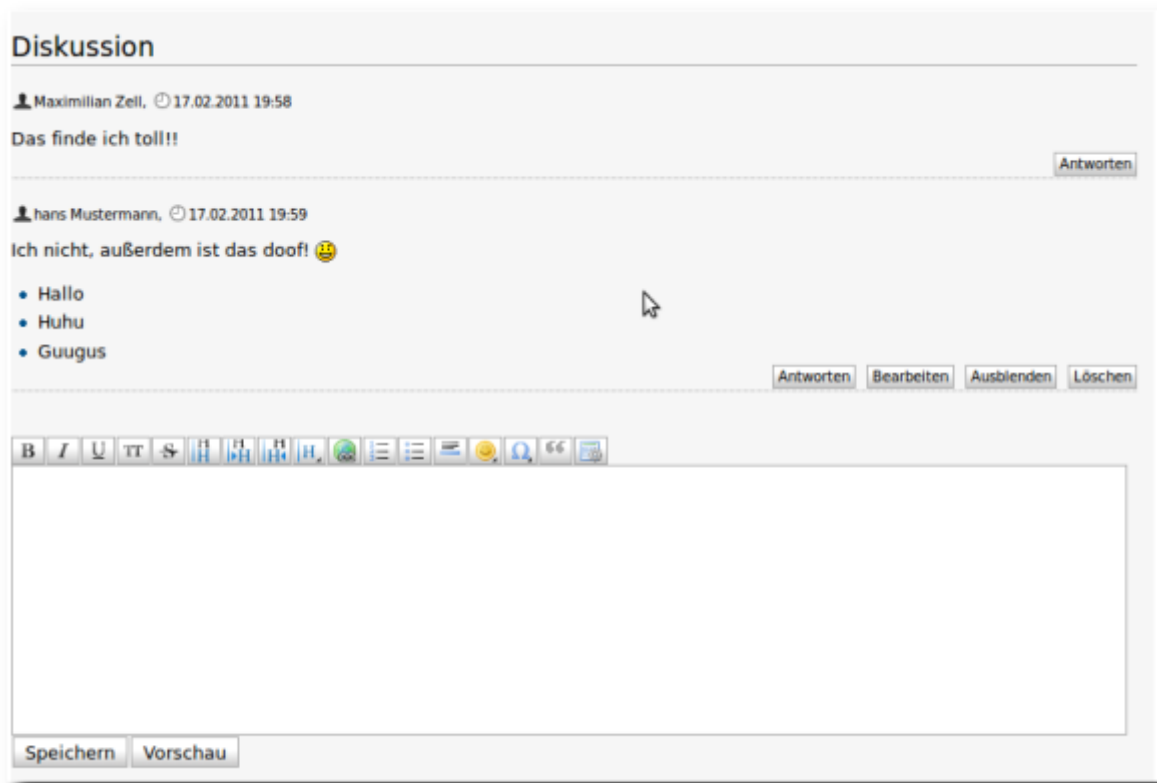 Diskussion
Maximilian Zell, 17.02.2011 19:58
Das finde ich toll!!
Antworten
hans Mustermann, 17.02.2011 19:59
Ich nicht, außerdem ist das doof!
Hallo
Huhu
Guugus
Antworten Bearbeiten Ausblenden Löschen
B I U TT S H H H H H H H Ω “
Speichern Vorschau